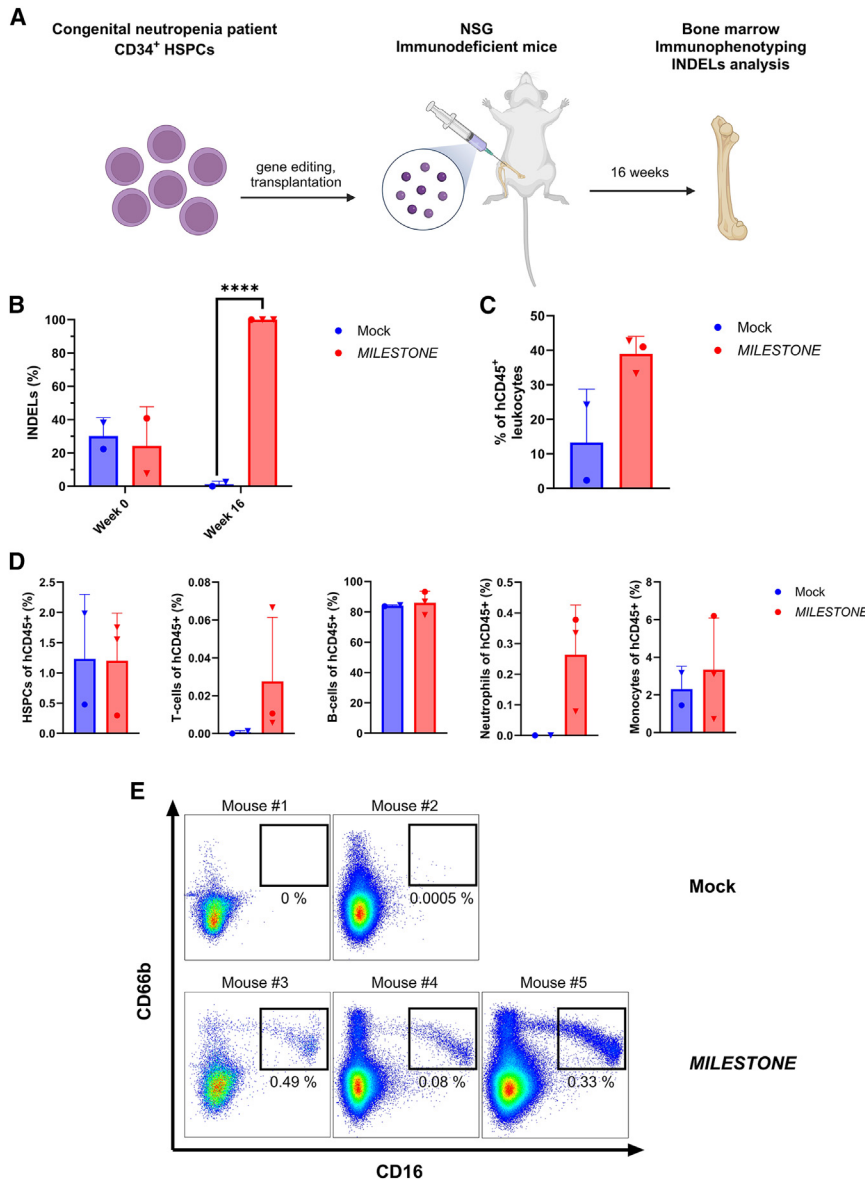 A
Congenital neutropenia patient
CD34+ HSPCs
NSG
Immunodeficient mice
Bone marrow
Immunophenotyping
INDELs analysis
gene editing,
transplantation
16 weeks
B
INDELs (%)
100
80
60
40
20
0
Week 0
Week 16
****
Mock
MILESTONE
C
% of hCD45+
leukocytes
50
40
30
20
10
0
Mock
MILESTONE
D
HSPCs of hCD45+ (%)
2.5
2.0
1.5
1.0
0.5
0.0
T-cells of hCD45+ (%)
0.08
0.06
0.04
0.02
0.00
B-cells of hCD45+ (%)
100
80
60
40
20
0
Neutrophils of hCD45+ (%)
0.5
0.4
0.3
0.2
0.1
0.0
Monocytes of hCD45+ (%)
8
6
4
2
0
Mock
MILESTONE
E
CD66b
Mouse #1
Mouse #2
0 %
0.0005 %
Mock
Mouse #3
Mouse #4
Mouse #5
0.49 %
0.08 %
0.33 %
MILESTONE
CD16